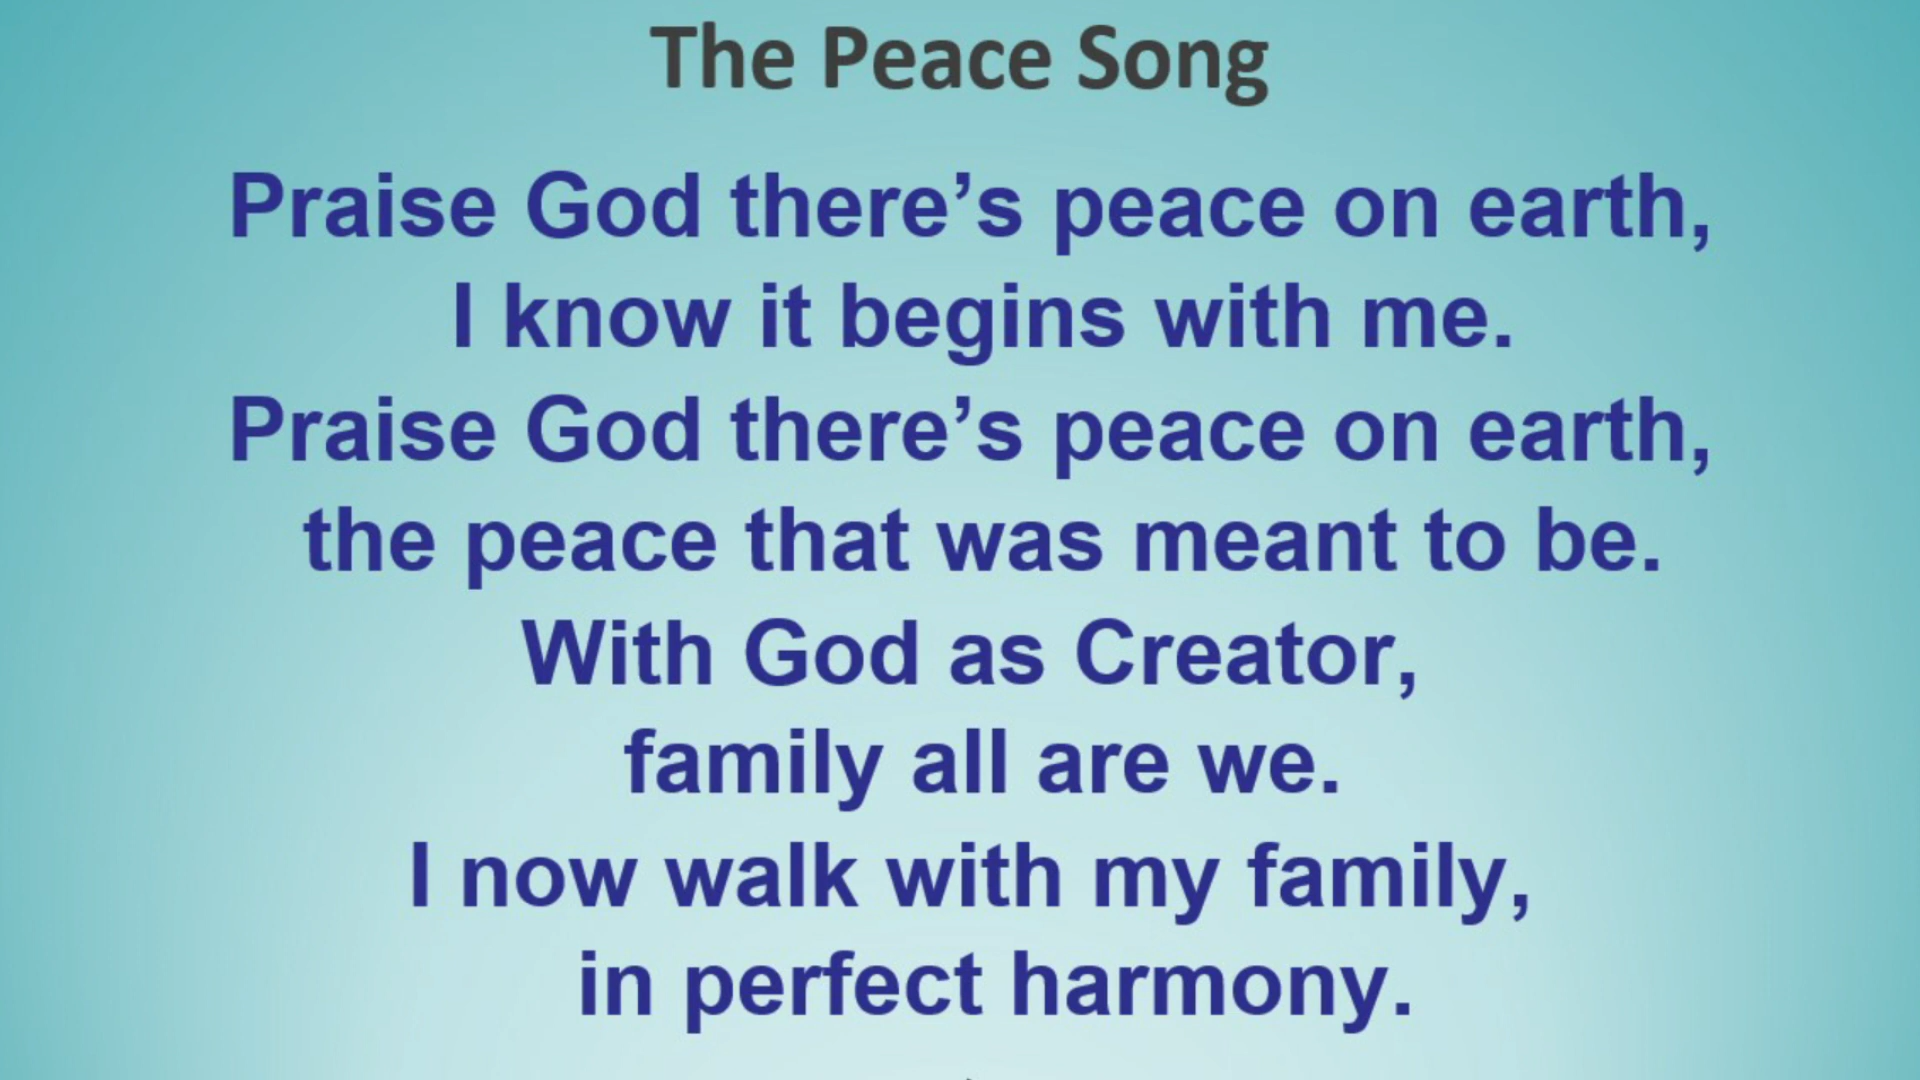 The Peace Song
Praise God there’s peace on earth,
I know it begins with me.
Praise God there’s peace on earth,
the peace that was meant to be.
With God as Creator,
family all are we.
I now walk with my family,
in perfect harmony.